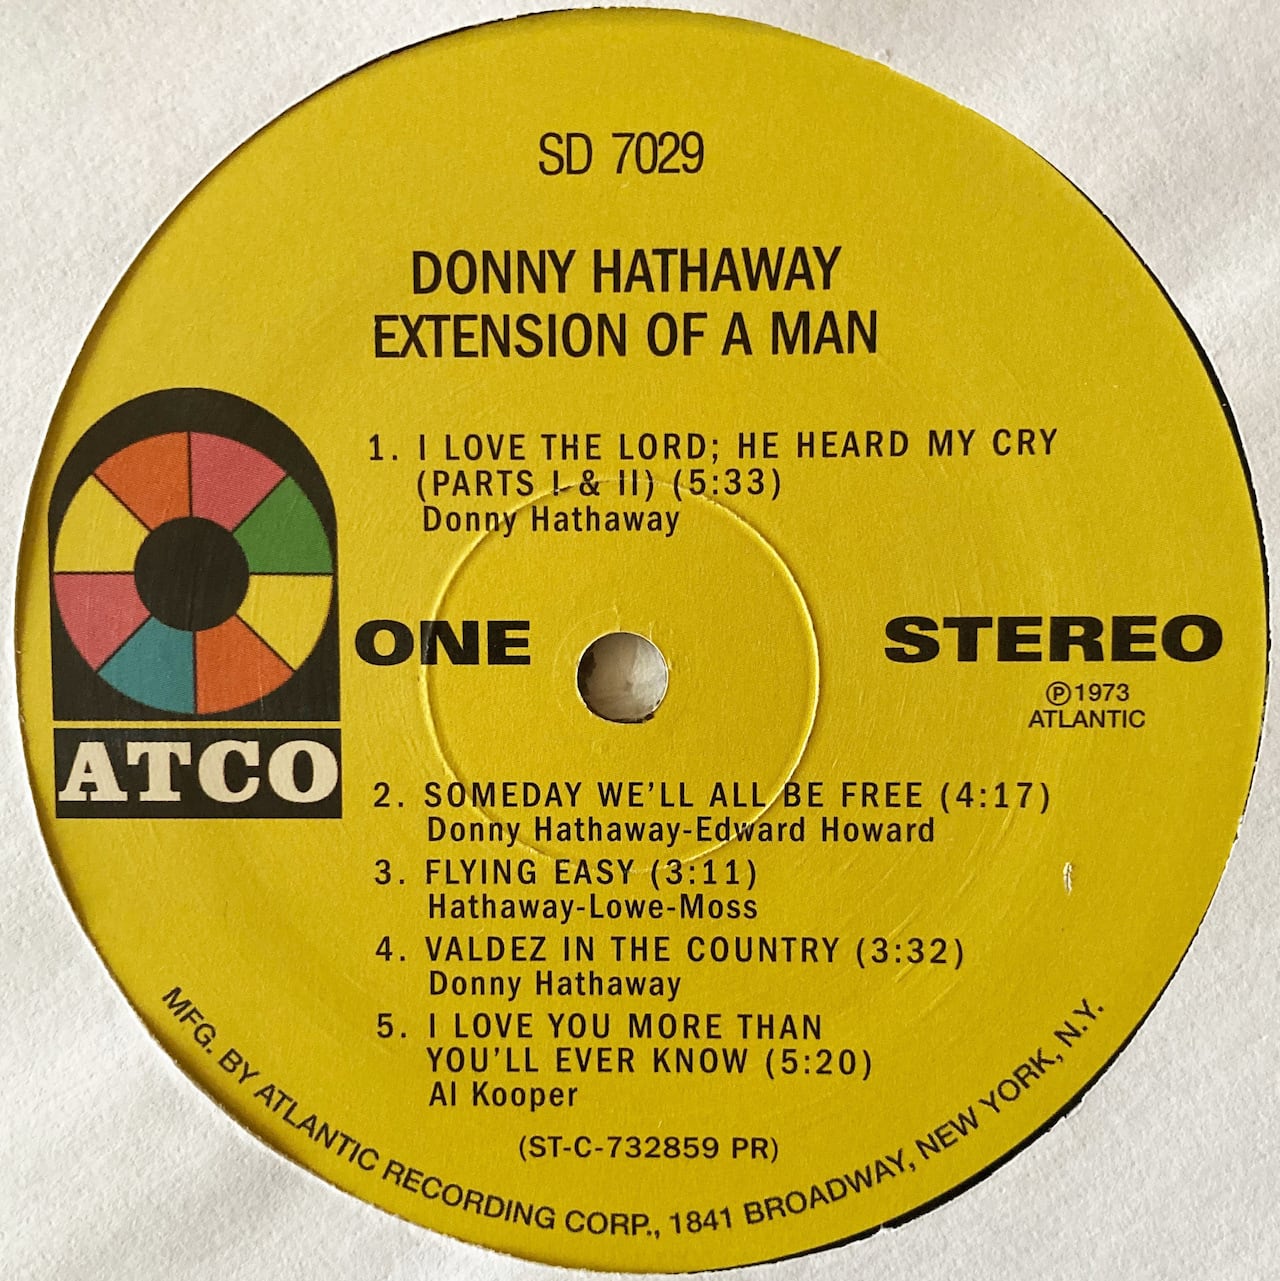 SD 7029
DONNY HATHAWAY
EXTENSION OF A MAN
1. I LOVE THE LORD; HE HEARD MY CRY
(PARTS I & II) (5:33)
Donny Hathaway
ONE
STEREO
Ⓟ1973
ATLANTIC
ATCO
2. SOMEDAY WE'LL ALL BE FREE (4:17)
Donny Hathaway-Edward Howard
3. FLYING EASY (3:11)
Hathaway-Lowe-Moss
4. VALDEZ IN THE COUNTRY (3:32)
Donny Hathaway
5. I LOVE YOU MORE THAN
YOU'LL EVER KNOW (5:20)
Al Kooper
(ST-C-732859 PR)
MFG. BY ATLANTIC RECORDING CORP., 1841 BROADWAY, NEW YORK, N.Y.